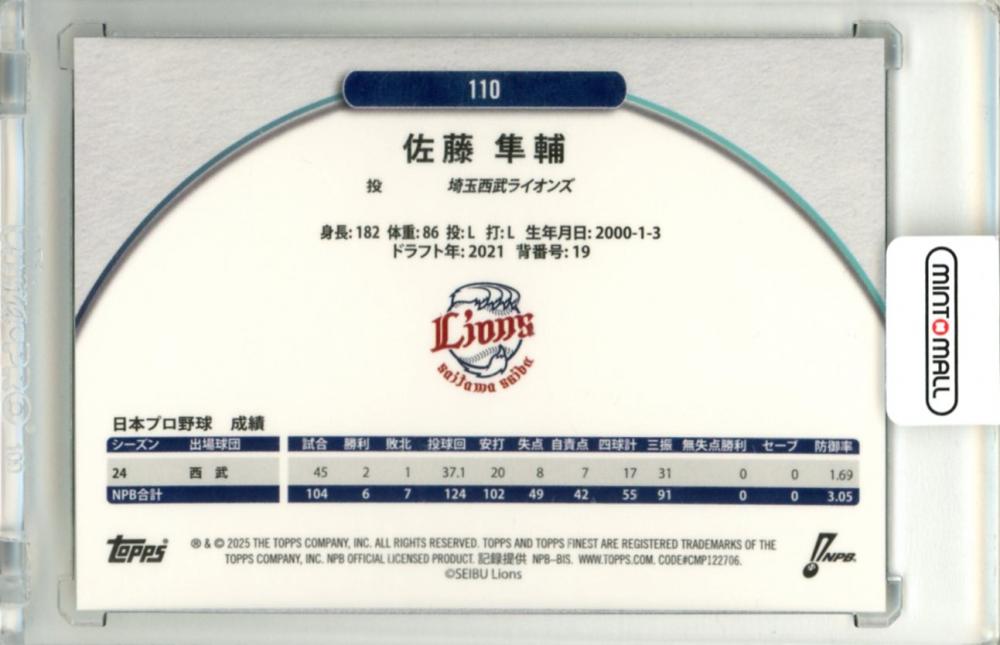 110
佐藤 隼輔
投 埼玉西武ライオンズ
身長: 182 体重: 86 投: L 打: L 生年月日: 2000-1-3
ドラフト年: 2021 背番号: 19
Lions
Saitama Seibu
日本プロ野球 成績
シーズン 出場球団 試合 勝利 敗北 投球回 安打 失点 自責点 四球計 三振 無失点勝利 セーブ 防御率
24 西 武 45 2 1 37.1 20 8 7 17 31 0 0 1.69
NPB合計 104 6 7 124 102 49 42 55 91 0 0 3.05
topps
® & © 2025 THE TOPPS COMPANY, INC. ALL RIGHTS RESERVED. TOPPS AND TOPPS FINEST ARE REGISTERED TRADEMARKS OF THE
TOPPS COMPANY, INC. NPB OFFICIAL LICENSED PRODUCT. 記録提供 NPB-BIS. WWW.TOPPS.COM. CODE#CMP122706.
©SEIBU Lions
NPB.
MINTOMALL